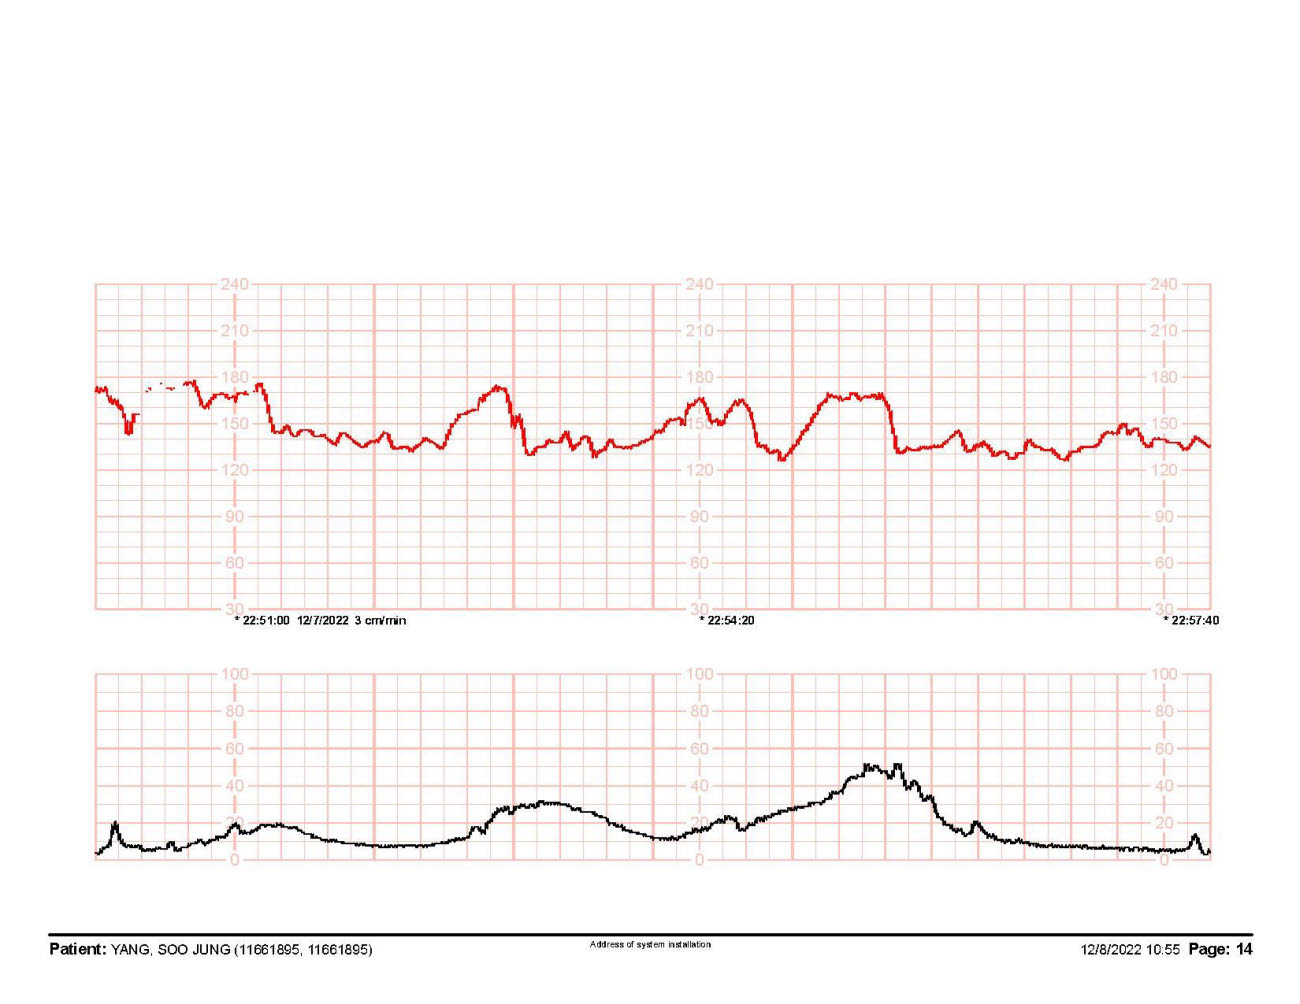 240 240 240
210 210 210
180 180 180
150 150 150
120 120 120
90 90 90
60 60 60
30 30 30
* 22:51:00 12/7/2022 3 cm/min * 22:54:20 * 22:57:40
100 100 100
80 80 80
60 60 60
40 40 40
20 20 20
0 0 0
Patient: YANG, SOO JUNG (11661895, 11661895) Address of system installation 12/8/2022 10:55 Page: 14